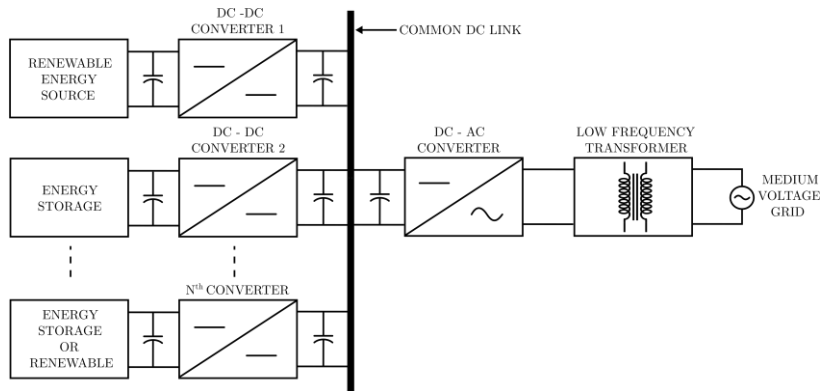 DC -DC
CONVERTER 1
COMMON DC LINK
RENEWABLE
ENERGY
SOURCE
DC - DC
CONVERTER 2
DC - AC
CONVERTER
LOW FREQUENCY
TRANSFORMER
ENERGY
STORAGE
MEDIUM
VOLTAGE
GRID
Nth CONVERTER
ENERGY
STORAGE
OR
RENEWABLE